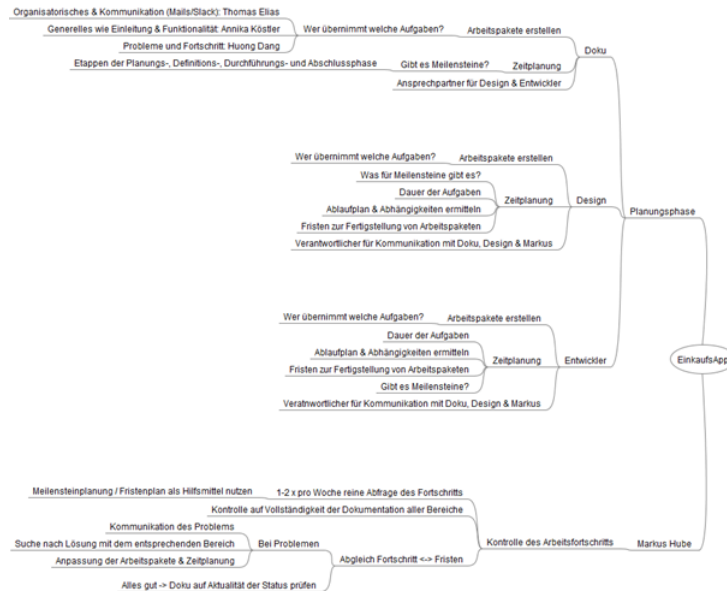 Organisatorisches & Kommunikation (Mails/Slack): Thomas Elias
Generelles wie Einleitung & Funktionalität: Annika Köstler
Probleme und Fortschritt: Huong Dang
Wer übernimmt welche Aufgaben?
Arbeitspakete erstellen
Etappen der Planungs-, Definitions-, Durchführungs- und Abschlussphase
Gibt es Meilensteine?
Zeitplanung
Ansprechpartner für Design & Entwickler
Doku
Wer übernimmt welche Aufgaben?
Arbeitspakete erstellen
Was für Meilensteine gibt es?
Dauer der Aufgaben
Ablaufplan & Abhängigkeiten ermitteln
Fristen zur Fertigstellung von Arbeitspaketen
Zeitplanung
Verantwortlicher für Kommunikation mit Doku, Design & Markus
Design
Planungsphase
Wer übernimmt welche Aufgaben?
Arbeitspakete erstellen
Dauer der Aufgaben
Ablaufplan & Abhängigkeiten ermitteln
Fristen zur Fertigstellung von Arbeitspaketen
Gibt es Meilensteine?
Zeitplanung
Veratnwortlicher für Kommunikation mit Doku, Design & Markus
Entwickler
EinkaufsApp
Meilensteinplanung / Fristenplan als Hilfsmittel nutzen
1-2 x pro Woche reine Abfrage des Fortschritts
Kontrolle auf Vollständigkeit der Dokumentation aller Bereiche
Kommunikation des Problems
Suche nach Lösung mit dem entsprechenden Bereich
Anpassung der Arbeitspakete & Zeitplanung
Bei Problemen
Alles gut -> Doku auf Aktualität der Status prüfen
Abgleich Fortschritt <-> Fristen
Kontrolle des Arbeitsfortschritts
Markus Hube